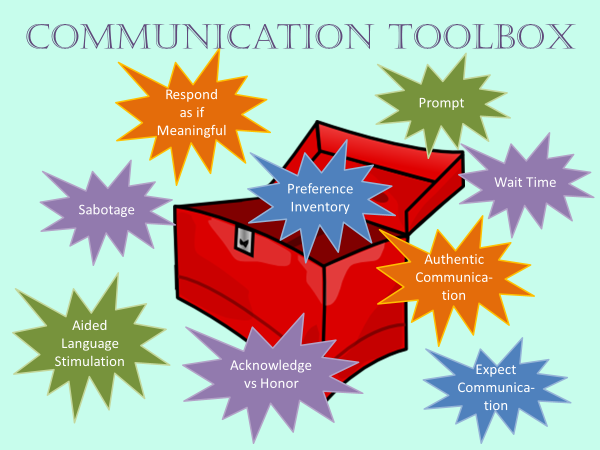 COMMUNICATION TOOLBOX
Respond
as if
Meaningful
Prompt
Preference
Inventory
Wait Time
Sabotage
Authentic
Communica-
tion
Aided
Language
Stimulation
Acknowledge
vs Honor
Expect
Communica-
tion